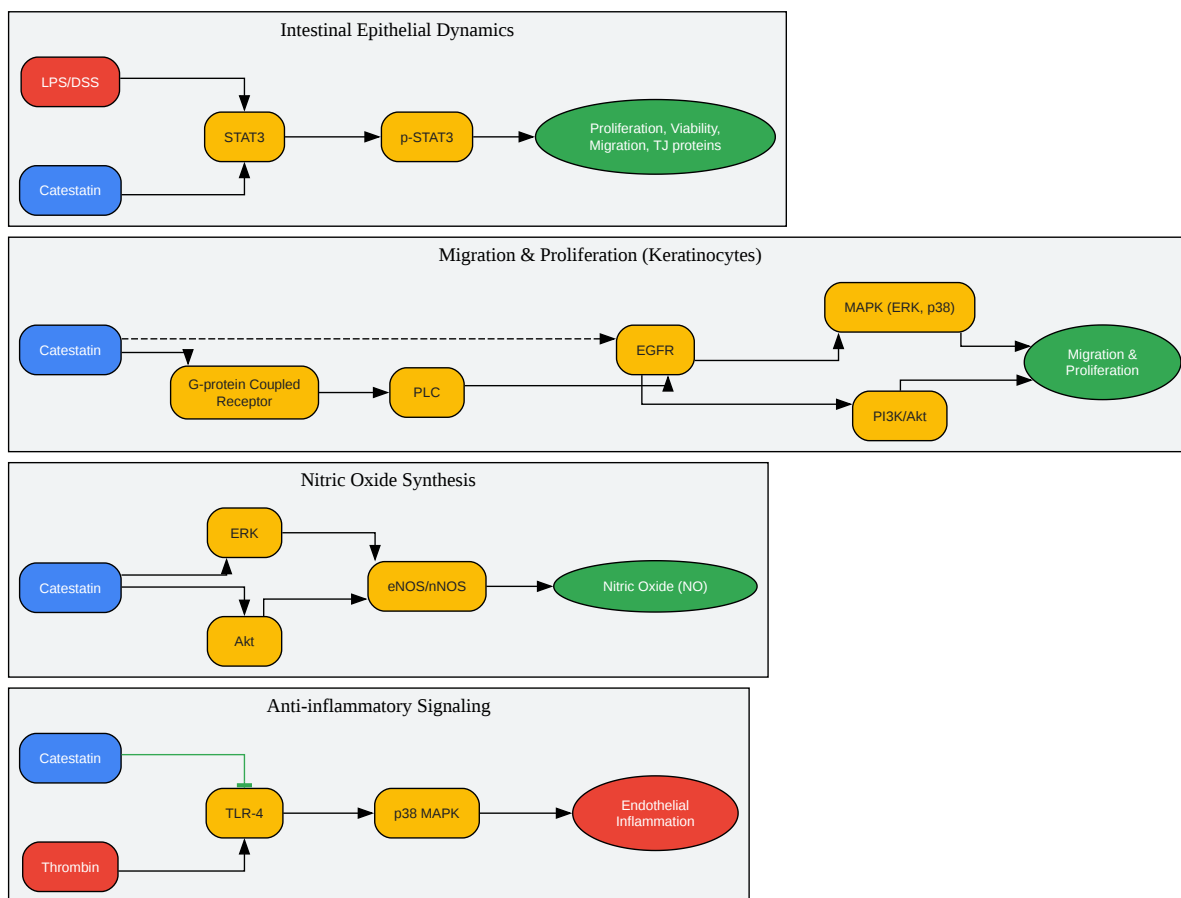 Intestinal Epithelial Dynamics
LPS/DSS
STAT3
p-STAT3
Proliferation, Viability,
Migration, TJ proteins
Catestatin
Migration & Proliferation (Keratinocytes)
MAPK (ERK, p38)
Catestatin
EGFR
Migration &
Proliferation
G-protein Coupled
Receptor
PLC
PI3K/Akt
Nitric Oxide Synthesis
ERK
Catestatin
eNOS/nNOS
Nitric Oxide (NO)
Akt
Anti-inflammatory Signaling
Catestatin
TLR-4
p38 MAPK
Endothelial
Inflammation
Thrombin